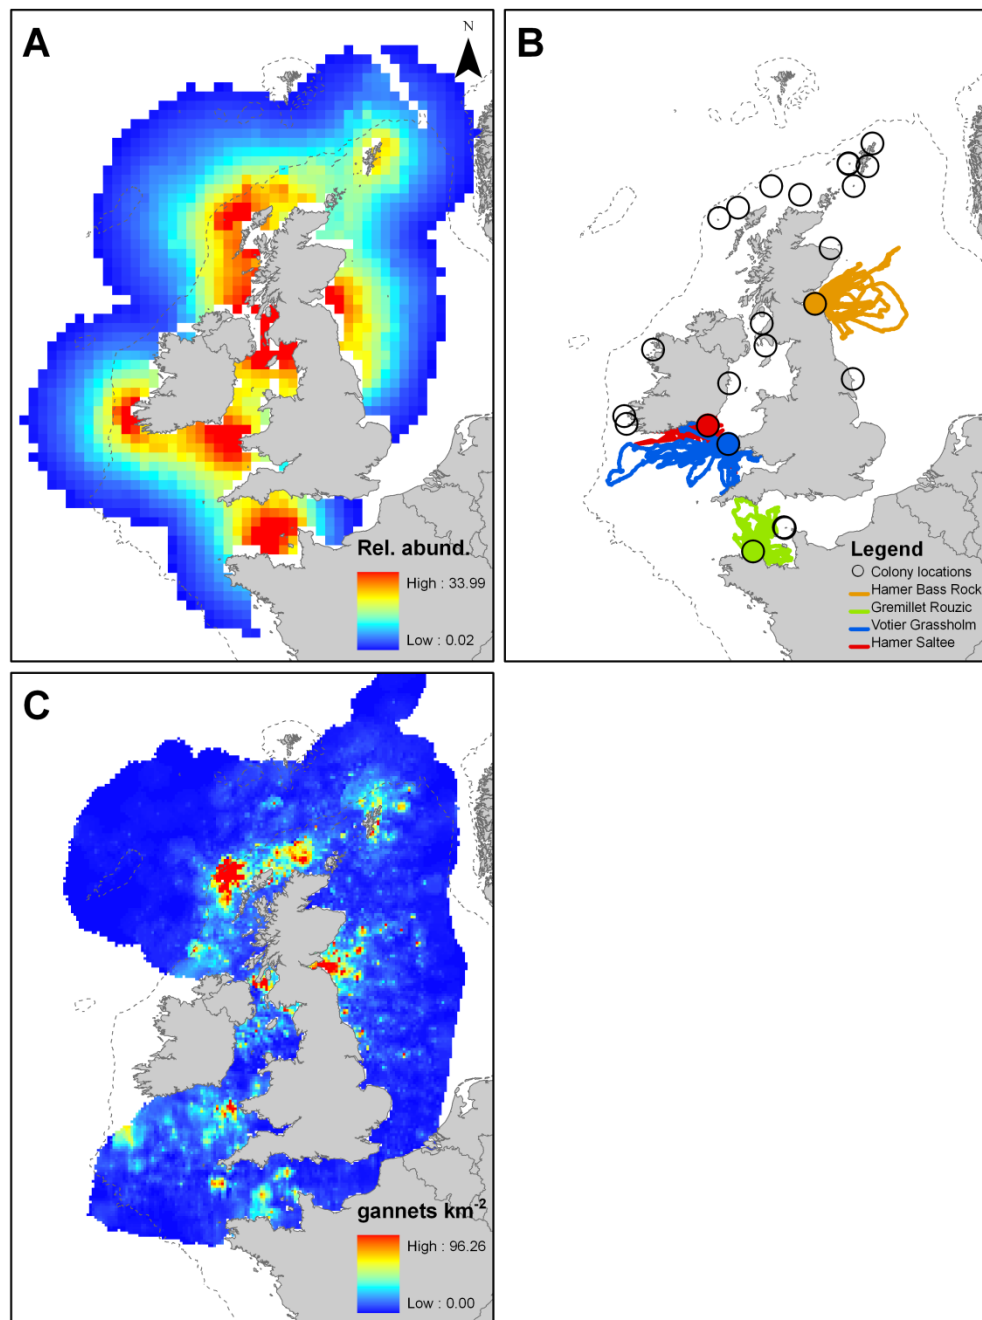 A
N
Rel. abund.
High : 33.99
Low : 0.02
B
Legend
Colony locations
Hamer Bass Rock
Gremillet Rouzic
Votier Grassholm
Hamer Saltee
C
gannets km-2
High : 96.26
Low : 0.00